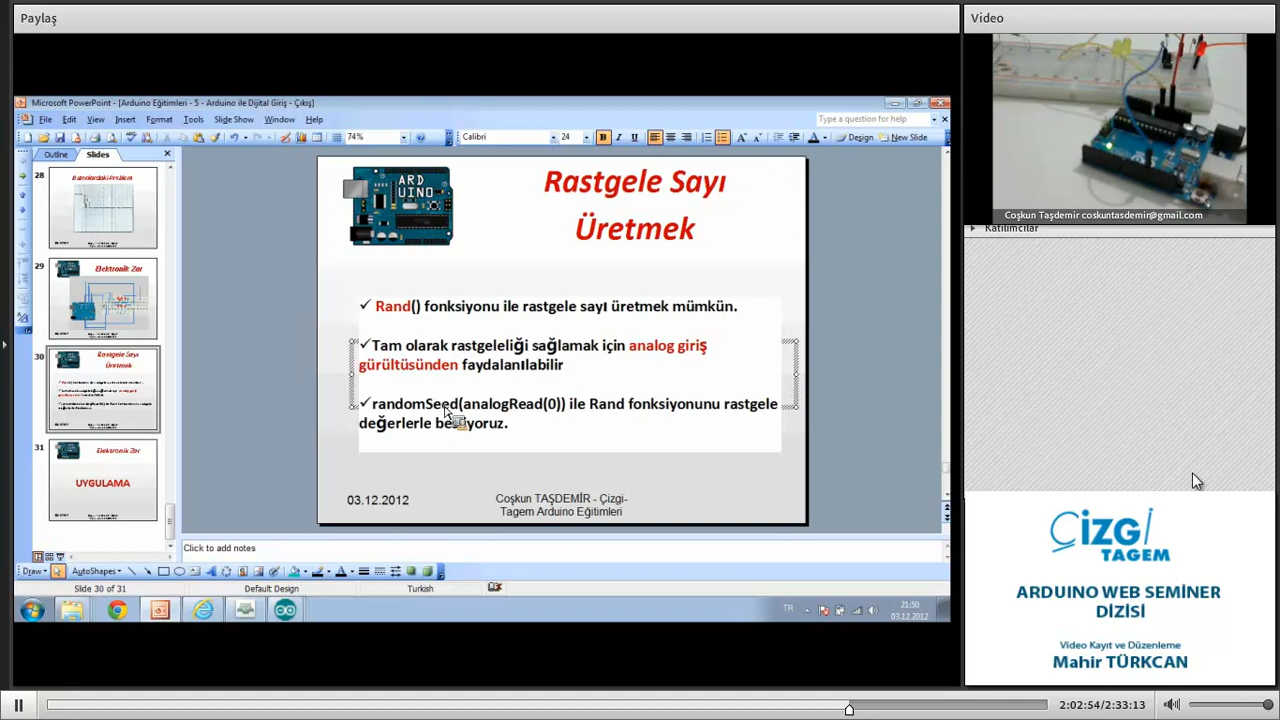 Paylaş
Video
Microsoft PowerPoint - [Arduino Eğitimleri - 5 - Arduino ile Dijital Giriş - Çıkış]
File Edit View Insert Format Tools Slide Show Window Help
Type a question for help
74%
Calibri
24
Design
New Slide
Outline
Slides
28
29
Elektronik Zar
30
Rastgele Sayı
Üretmek
31
Elektronik Zar
UYGULAMA
ARD
UINO
Rastgele Sayı
Üretmek
✓ Rand() fonksiyonu ile rastgele sayı üretmek mümkün.
✓Tam olarak rastgeleliği sağlamak için analog giriş
gürültüsünden faydalanılabilir
✓randomSeed(analogRead(0)) ile Rand fonksiyonunu rastgele
değerlerle besliyoruz.
03.12.2012
Coşkun TAŞDEMİR - Çizgi-
Tagem Arduino Eğitimleri
Click to add notes
Draw
AutoShapes
Slide 30 of 31
Default Design
Turkish
TR
21:50
03.12.2012
Coşkun Taşdemir coskuntasdemir@gmail.com
Katılımcılar
ÇİZGİ
TAGEM
ARDUINO WEB SEMINER
DİZİSİ
Video Kayıt ve Düzenleme
Mahir TÜRKCAN
2:02:54/2:33:13